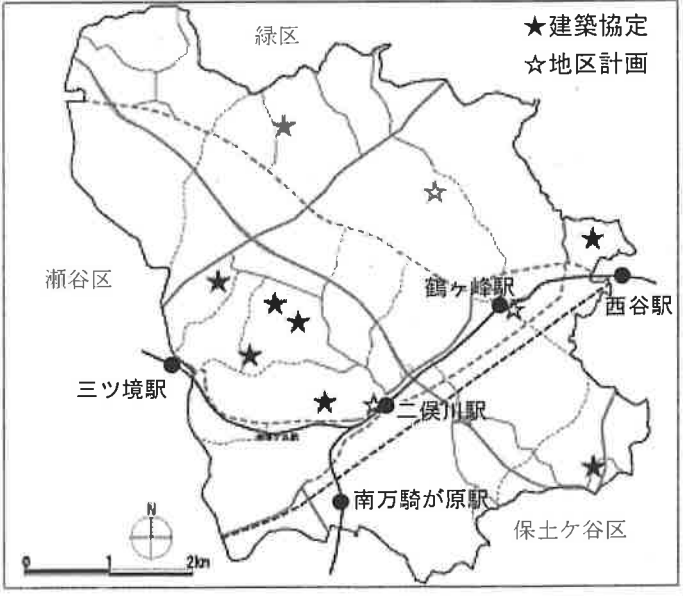 ★建築協定
☆地区計画
緑区
瀬谷区
鶴ヶ峰駅
西谷駅
三ツ境駅
二俣川駅
南万騎が原駅
保土ケ谷区
N
0 1 2km